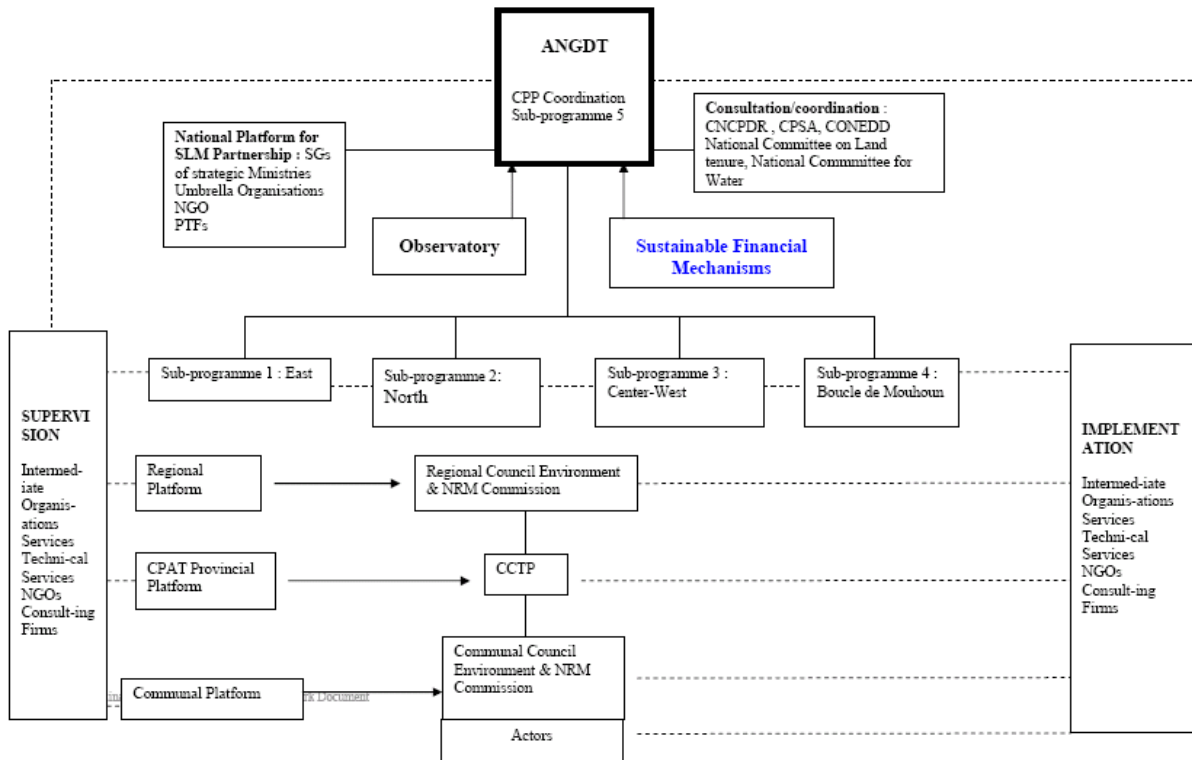 ANGDT
CPP Coordination
Sub-programme 5
National Platform for
SLM Partnership : SGs
of strategic Ministries
Umbrella Organisations
NGO
PTFs
Consultation/coordination :
CNCPDR , CPSA, CONEDD
National Committee on Land
tenure, National Commmittee for
Water
Observatory
Sustainable Financial
Mechanisms
Sub-programme 1 : East
Sub-programme 2:
North
Sub-programme 3 :
Center-West
Sub-programme 4 :
Boucle de Mouhoun
SUPERVI
SION
Intermed-
iate
Organis-
ations
Services
Techni-cal
Services
NGOs
Consult-ing
Firms
Regional
Platform
Regional Council Environment
& NRM Commission
CPAT Provincial
Platform
CCTP
Communal Council
Environment & NRM
Commission
Communal Platform
Document
Actors
IMPLEMENT
ATION
Intermed-iate
Organis-ations
Services
Techni-cal
Services
NGOs
Consult-ing
Firms